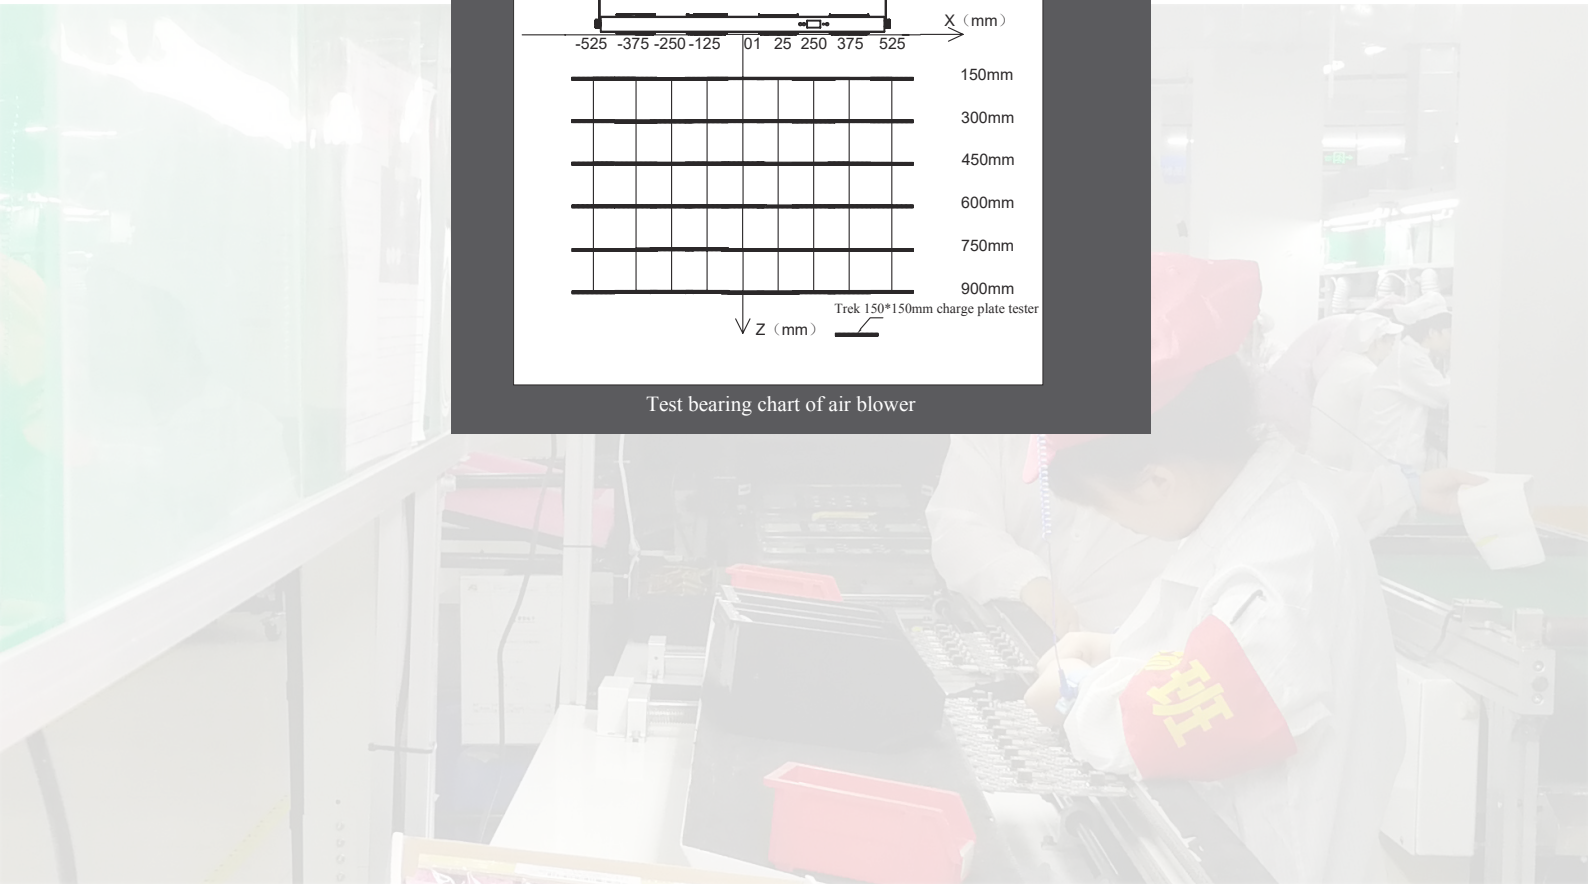 X（mm）
-525 -375 -250 -125 01 25 250 375 525
150mm
300mm
450mm
600mm
750mm
900mm
Trek 150*150mm charge plate tester
Z（mm）
Test bearing chart of air blower
班